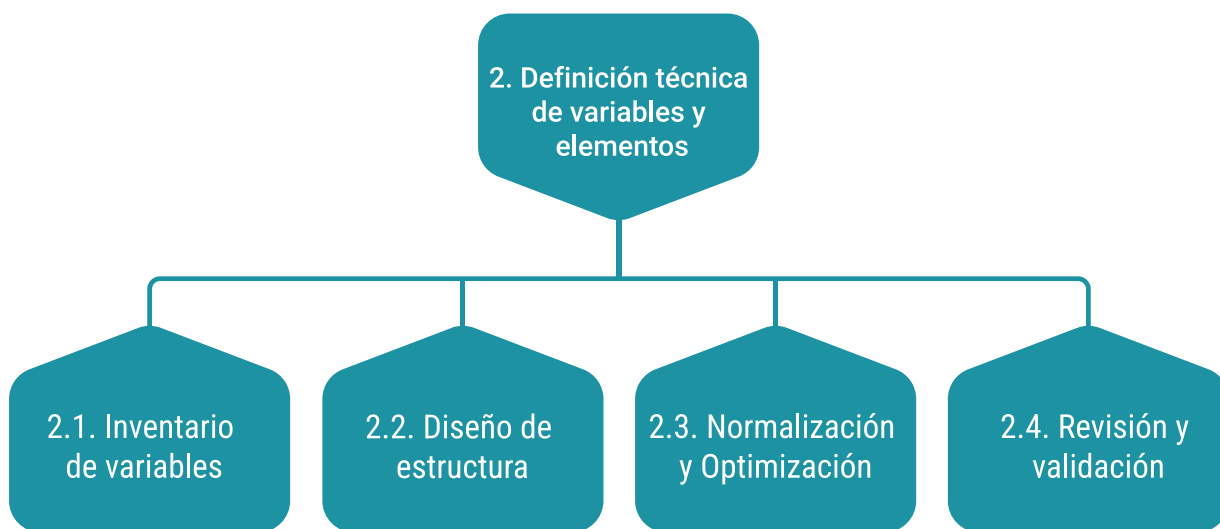 2. Definición técnica
de variables y
elementos
2.1. Inventario
de variables
2.2. Diseño de
estructura
2.3. Normalización
y Optimización
2.4. Revisión y
validación